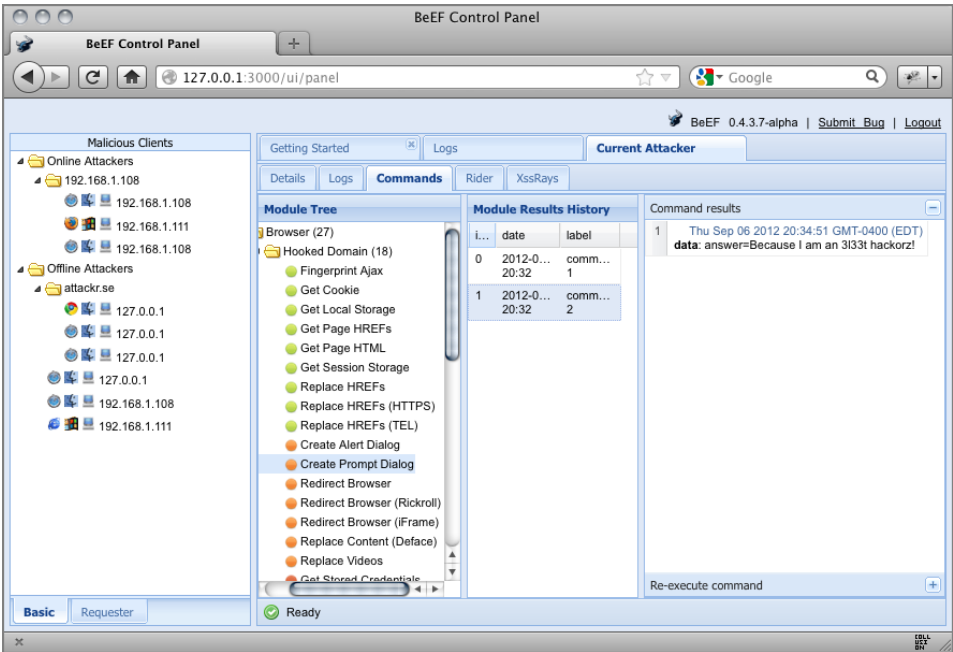 BeEF Control Panel
BeEF Control Panel
127.0.0.1:3000/ui/panel
Google
BeEF 0.4.3.7-alpha | Submit Bug | Logout
Malicious Clients
Online Attackers
192.168.1.108
192.168.1.108
192.168.1.111
192.168.1.108
Offline Attackers
attackr.se
127.0.0.1
127.0.0.1
127.0.0.1
127.0.0.1
192.168.1.108
192.168.1.111
Basic
Requester
Getting Started
Logs
Current Attacker
Details
Logs
Commands
Rider
XssRays
Module Tree
Browser (27)
Hooked Domain (18)
Fingerprint Ajax
Get Cookie
Get Local Storage
Get Page HREFs
Get Page HTML
Get Session Storage
Replace HREFs
Replace HREFs (HTTPS)
Replace HREFs (TEL)
Create Alert Dialog
Create Prompt Dialog
Redirect Browser
Redirect Browser (Rickroll)
Redirect Browser (iFrame)
Replace Content (Deface)
Replace Videos
Get Stored Credentials
Module Results History
i... date label
0 2012-0... comm...
20:32 1
1 2012-0... comm...
20:32 2
Command results
1 Thu Sep 06 2012 20:34:51 GMT-0400 (EDT)
data: answer=Because I am an 3l33t hackorz!
Re-execute command
Ready
COLL
USI
ON